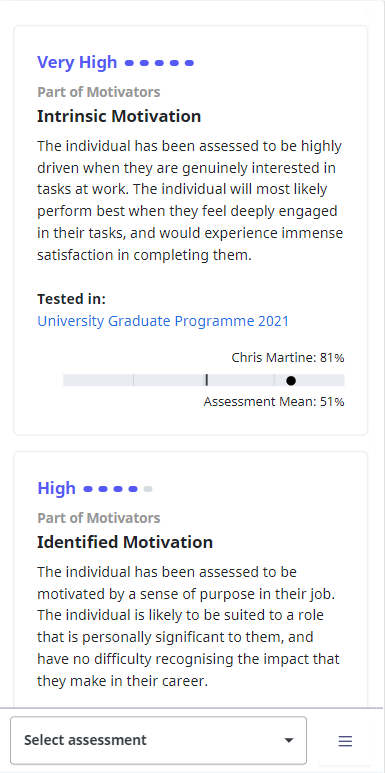 Very High
Part of Motivators
Intrinsic Motivation
The individual has been assessed to be highly
driven when they are genuinely interested in
tasks at work. The individual will most likely
perform best when they feel deeply engaged
in their tasks, and would experience immense
satisfaction in completing them.
Tested in:
University Graduate Programme 2021
Chris Martine: 81%
Assessment Mean: 51%
High
Part of Motivators
Identified Motivation
The individual has been assessed to be
motivated by a sense of purpose in their job.
The individual is likely to be suited to a role
that is personally significant to them, and
have no difficulty recognising the impact that
they make in their career.
Select assessment